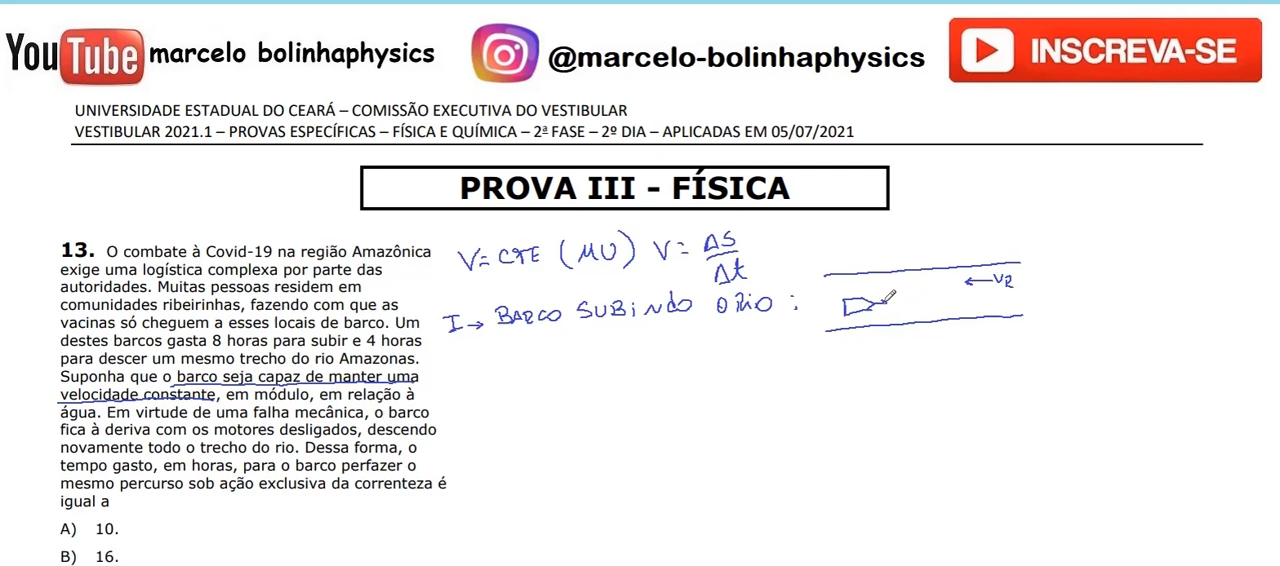 YouTube marcelo bolinhaphysics @marcelo-bolinhaphysics INSCREVA-SE
UNIVERSIDADE ESTADUAL DO CEARÁ – COMISSÃO EXECUTIVA DO VESTIBULAR
VESTIBULAR 2021.1 – PROVAS ESPECÍFICAS – FÍSICA E QUÍMICA – 2ª FASE – 2º DIA – APLICADAS EM 05/07/2021
PROVA III - FÍSICA
13. O combate à Covid-19 na região Amazônica
exige uma logística complexa por parte das
autoridades. Muitas pessoas residem em
comunidades ribeirinhas, fazendo com que as
vacinas só cheguem a esses locais de barco. Um
destes barcos gasta 8 horas para subir e 4 horas
para descer um mesmo trecho do rio Amazonas.
Suponha que o barco seja capaz de manter uma
velocidade constante, em módulo, em relação à
água. Em virtude de uma falha mecânica, o barco
fica à deriva com os motores desligados, descendo
novamente todo o trecho do rio. Dessa forma, o
tempo gasto, em horas, para o barco perfazer o
mesmo percurso sob ação exclusiva da correnteza é
igual a
A) 10.
B) 16.
V = CTE (MU) V = ΔS/Δt
I → BARCO SUBINDO O RIO :
← VR